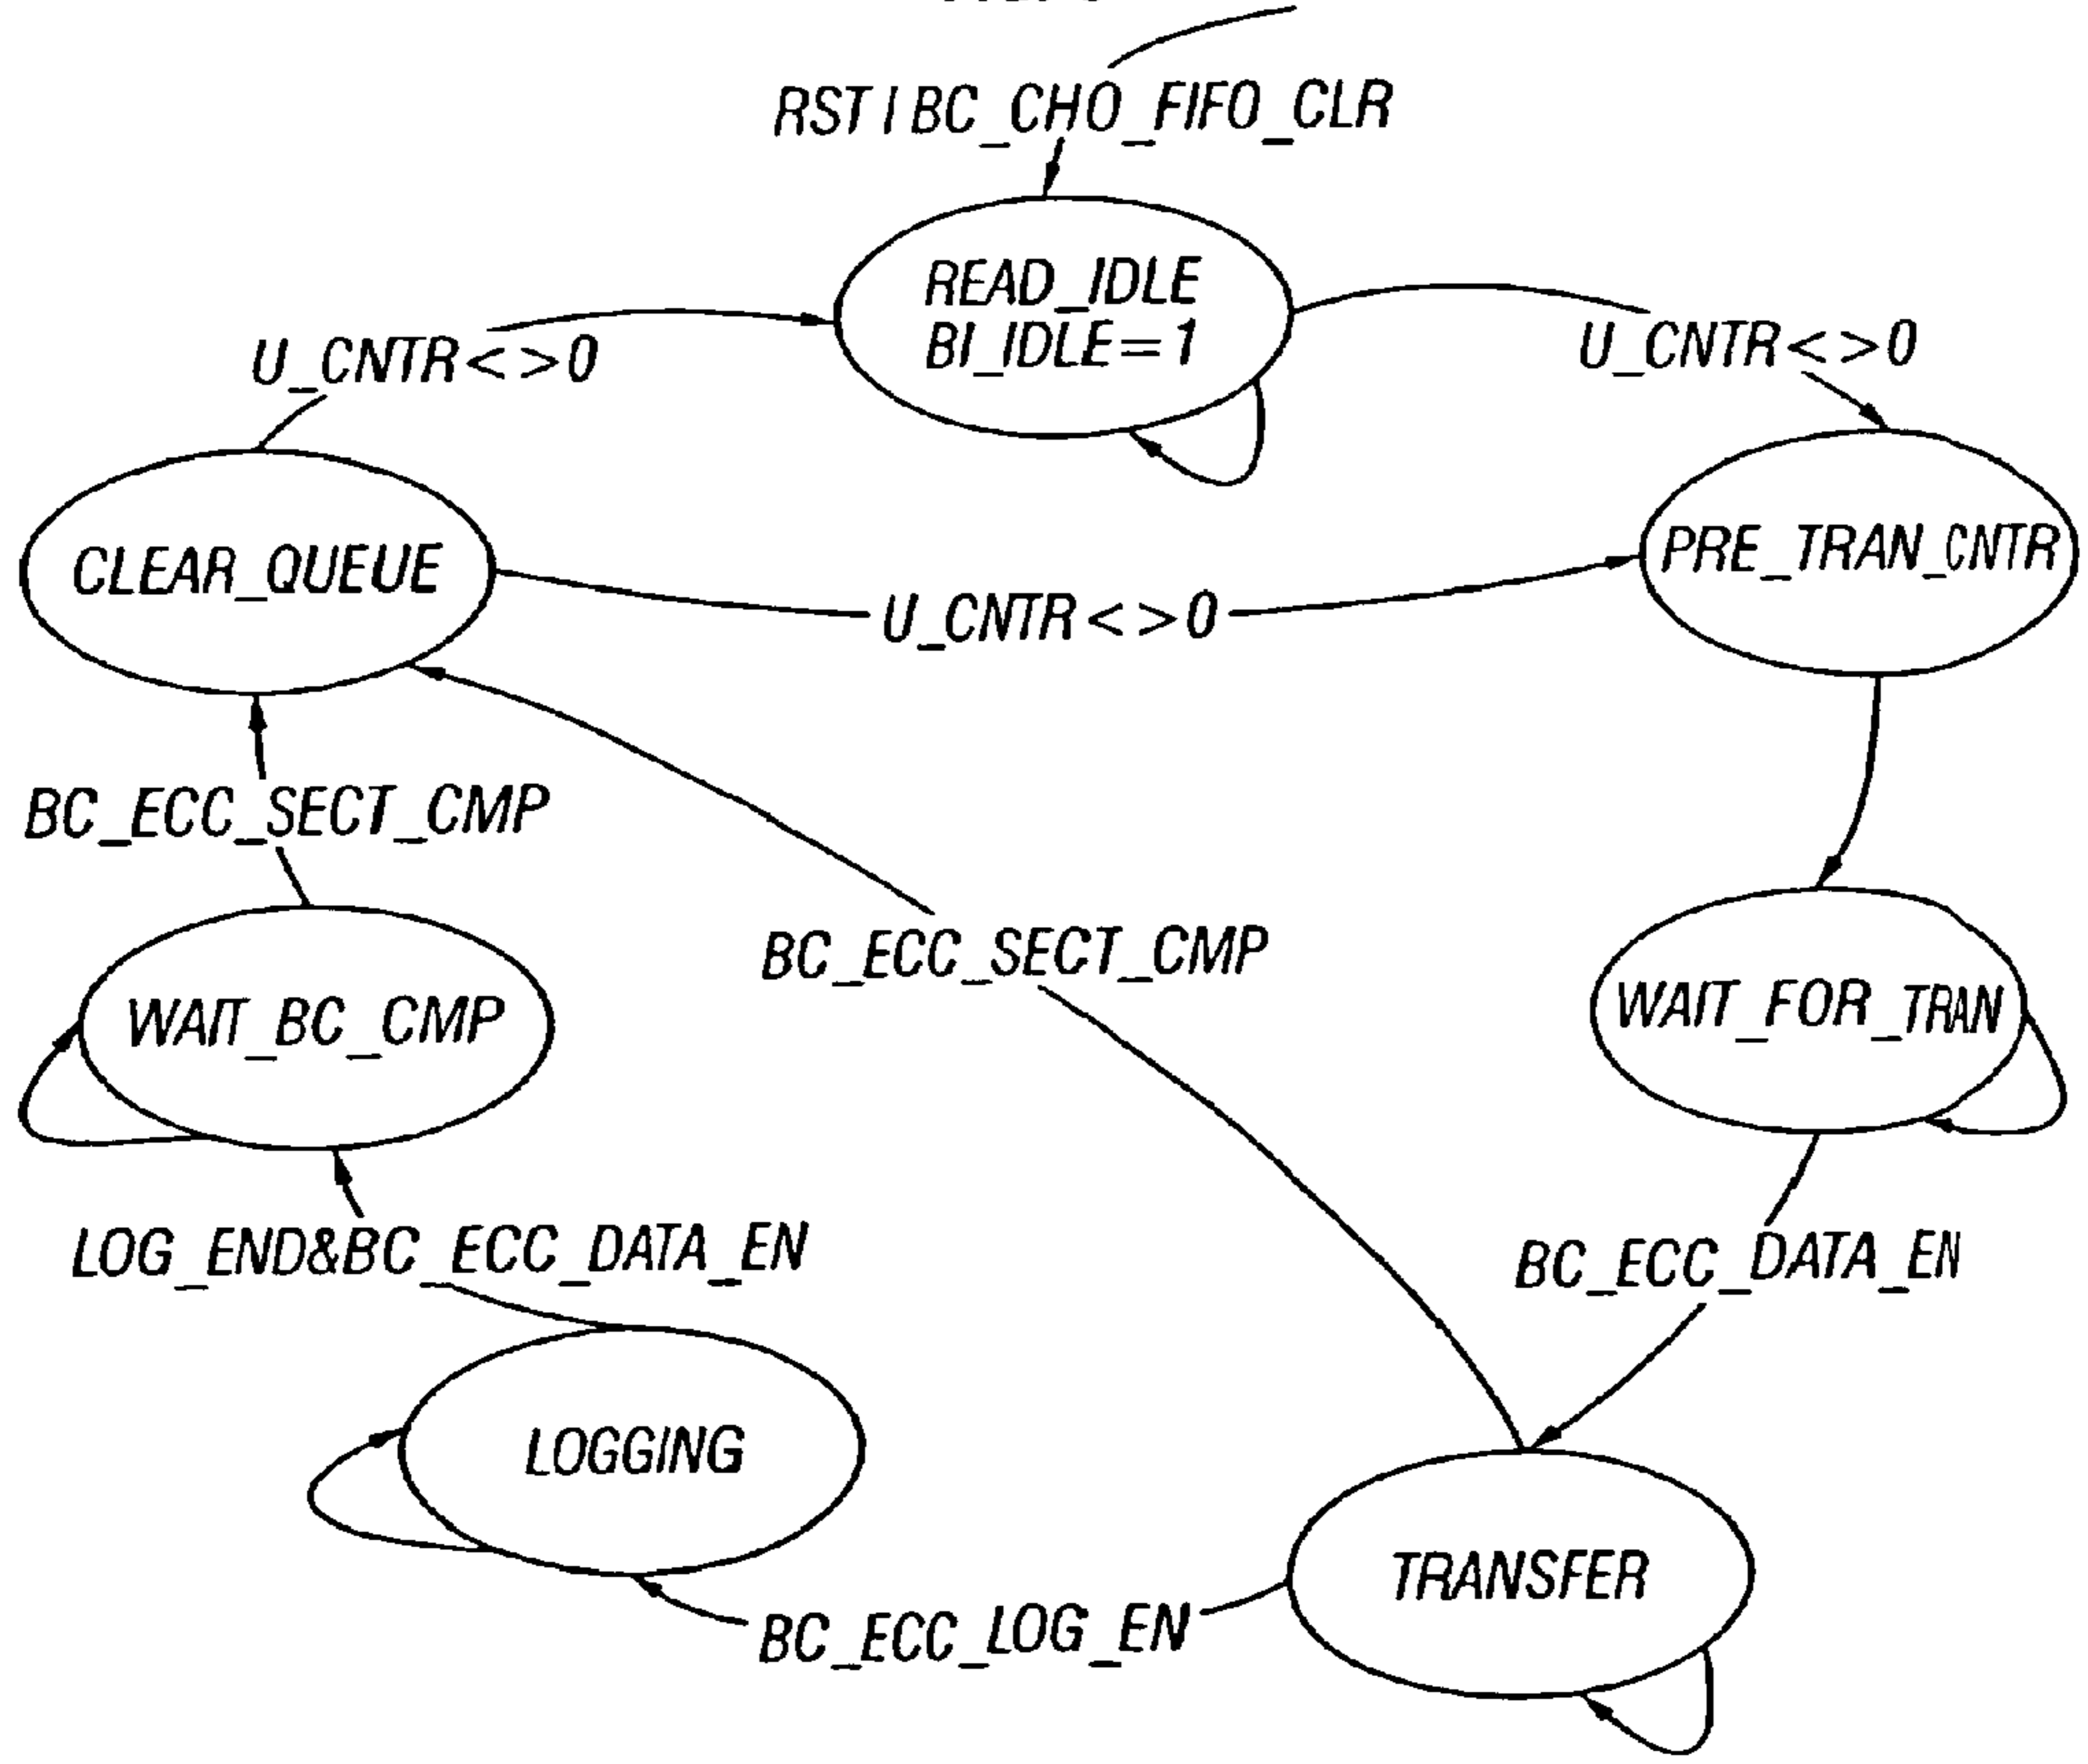 RST / BC_CHO_FIFO_CLR
READ_IDLE
BI_IDLE=1
U_CNTR<>0
U_CNTR<>0
CLEAR_QUEUE
PRE_TRAN_CNTR
U_CNTR<>0
BC_ECC_SECT_CMP
BC_ECC_SECT_CMP
WAIT_BC_CMP
WAIT_FOR_TRAN
LOG_END&BC_ECC_DATA_EN
BC_ECC_DATA_EN
LOGGING
TRANSFER
BC_ECC_LOG_EN